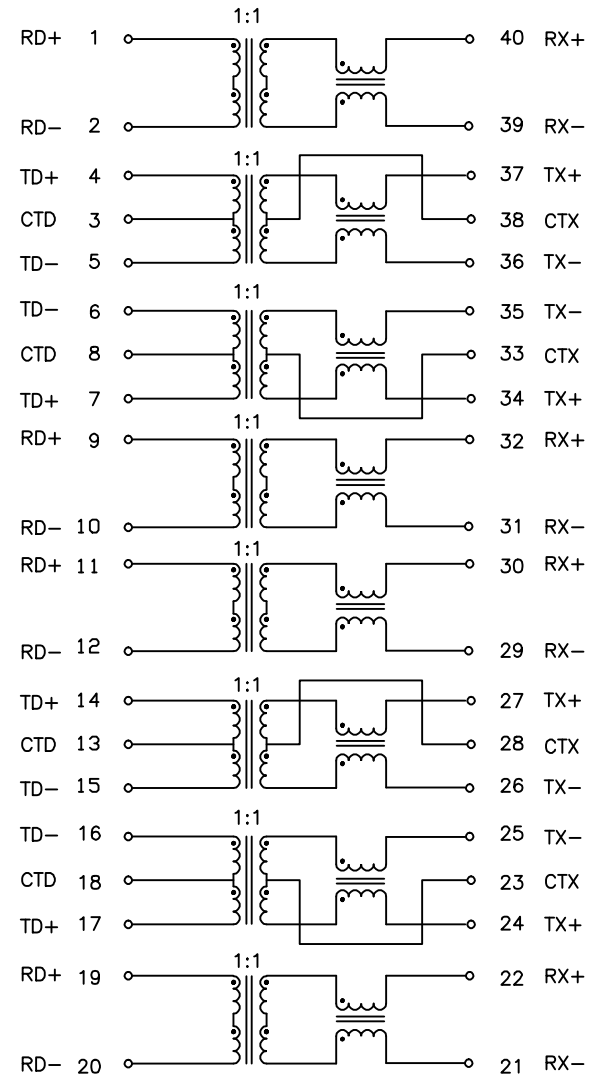 1:1
RD+ 1 40 RX+
RD− 2 39 RX−
1:1
TD+ 4 37 TX+
CTD 3 38 CTX
TD− 5 36 TX−
1:1
TD− 6 35 TX−
CTD 8 33 CTX
TD+ 7 34 TX+
1:1
RD+ 9 32 RX+
RD− 10 31 RX−
1:1
RD+ 11 30 RX+
RD− 12 29 RX−
1:1
TD+ 14 27 TX+
CTD 13 28 CTX
TD− 15 26 TX−
1:1
TD− 16 25 TX−
CTD 18 23 CTX
TD+ 17 24 TX+
1:1
RD+ 19 22 RX+
RD− 20 21 RX−